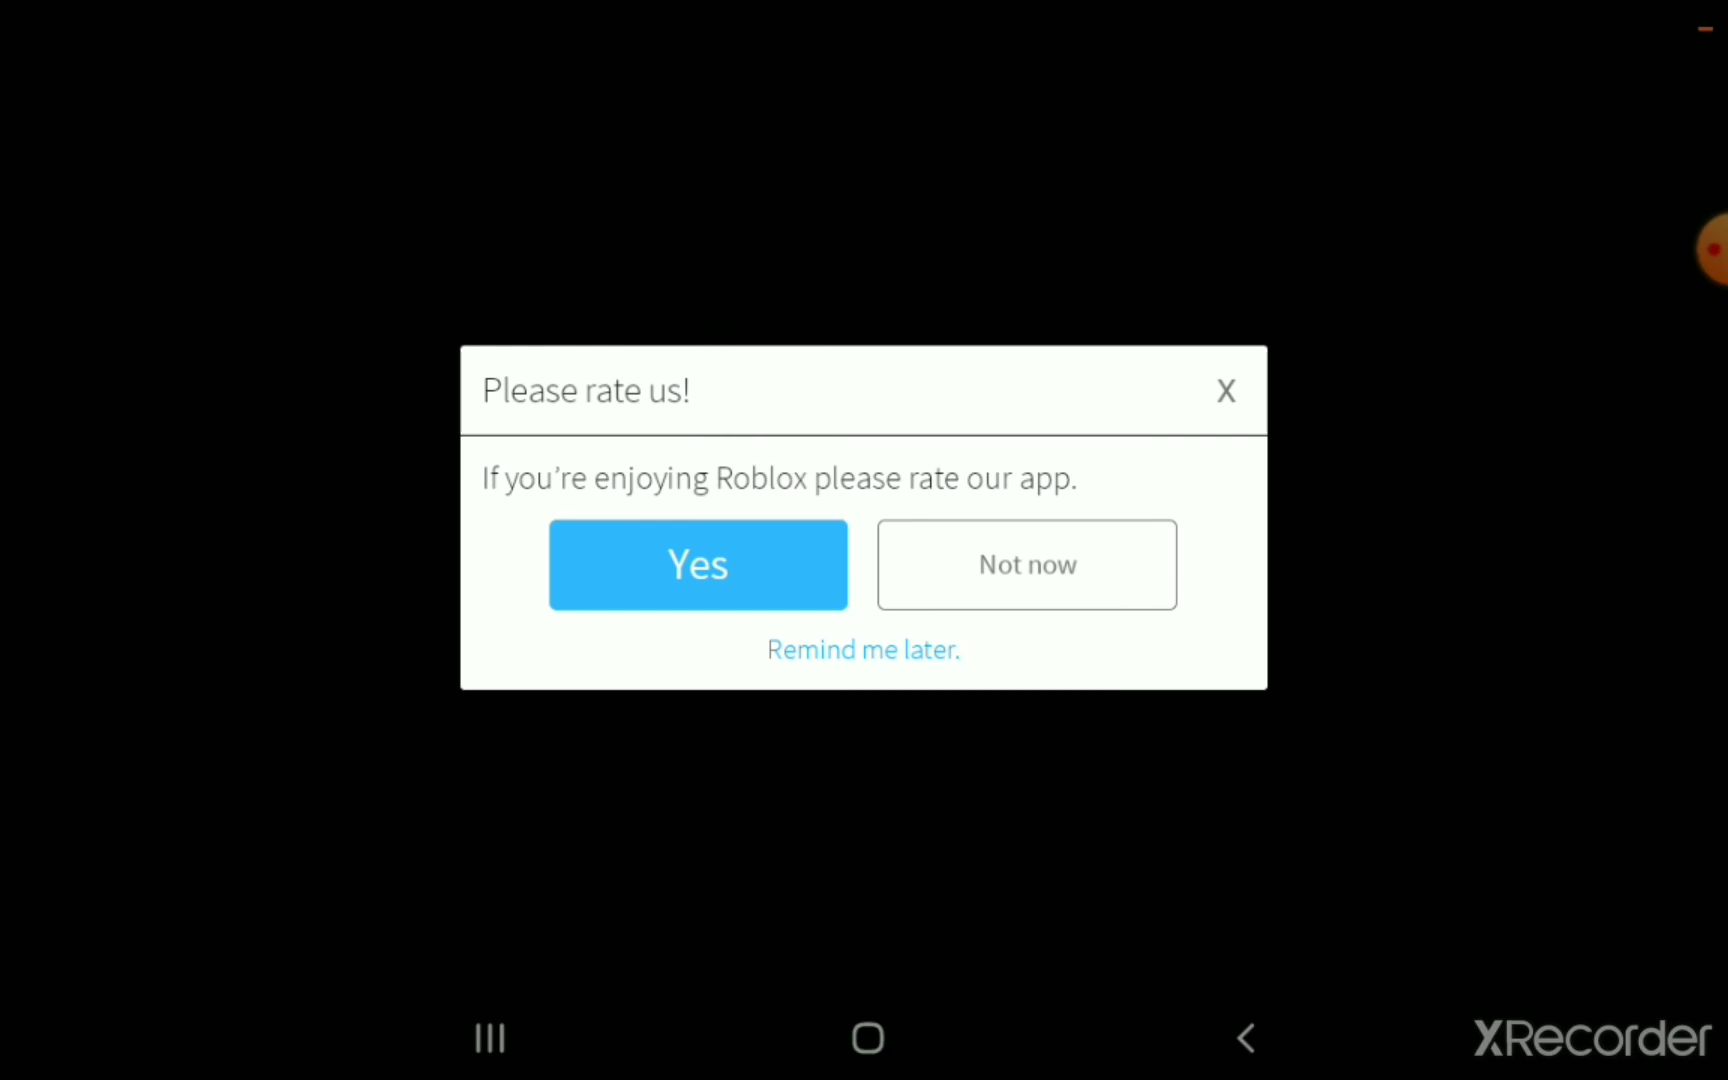 Please rate us!
X
If you’re enjoying Roblox please rate our app.
Yes
Not now
Remind me later.
XRecorder